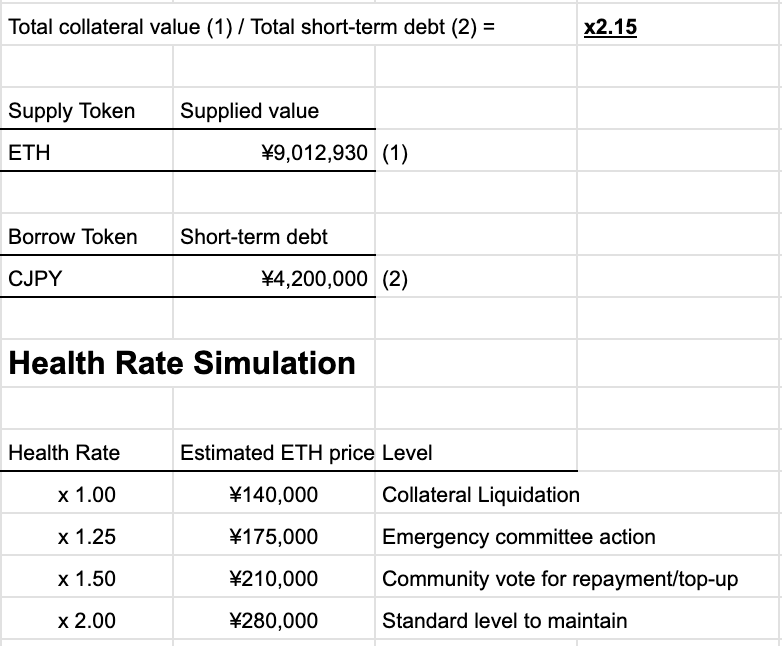 Total collateral value (1) / Total short-term debt (2) = x2.15
Supply Token Supplied value
ETH ¥9,012,930 (1)
Borrow Token Short-term debt
CJPY ¥4,200,000 (2)
Health Rate Simulation
Health Rate Estimated ETH price Level
x 1.00 ¥140,000 Collateral Liquidation
x 1.25 ¥175,000 Emergency committee action
x 1.50 ¥210,000 Community vote for repayment/top-up
x 2.00 ¥280,000 Standard level to maintain